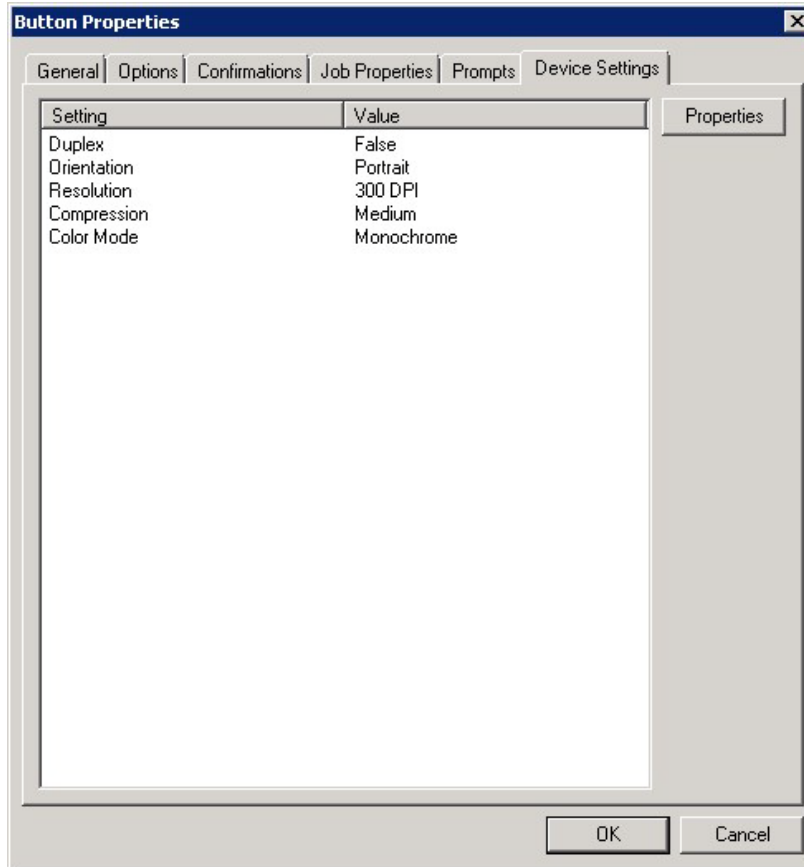 Button Properties
General Options Confirmations Job Properties Prompts Device Settings
Setting Value Properties
Duplex False
Orientation Portrait
Resolution 300 DPI
Compression Medium
Color Mode Monochrome
OK Cancel